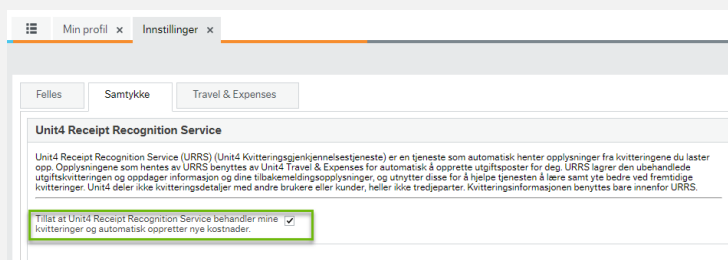 Min profil x Innstillinger x
Felles Samtykke Travel & Expenses
Unit4 Receipt Recognition Service
Unit4 Receipt Recognition Service (URRS) (Unit4 Kvitteringsgjenkjennelsestjeneste) er en tjeneste som automatisk henter opplysninger fra kvitteringene du laster
opp. Opplysningene som hentes av URRS benyttes av Unit4 Travel & Expenses for automatisk å opprette utgiftsposter for deg. URRS lagrer den ubehandlede
utgiftskvitteringen og oppdager informasjon og dine tilbakemeldingsopplysninger, og utnytter disse for å hjelpe tjenesten å lære samt yte bedre ved fremtidige
kvitteringer. Unit4 deler ikke kvitteringsdetaljer med andre brukere eller kunder, heller ikke tredjeparter. Kvitteringsinformasjonen benyttes bare innenfor URRS.
Tillat at Unit4 Receipt Recognition Service behandler mine
kvitteringer og automatisk oppretter nye kostnader.